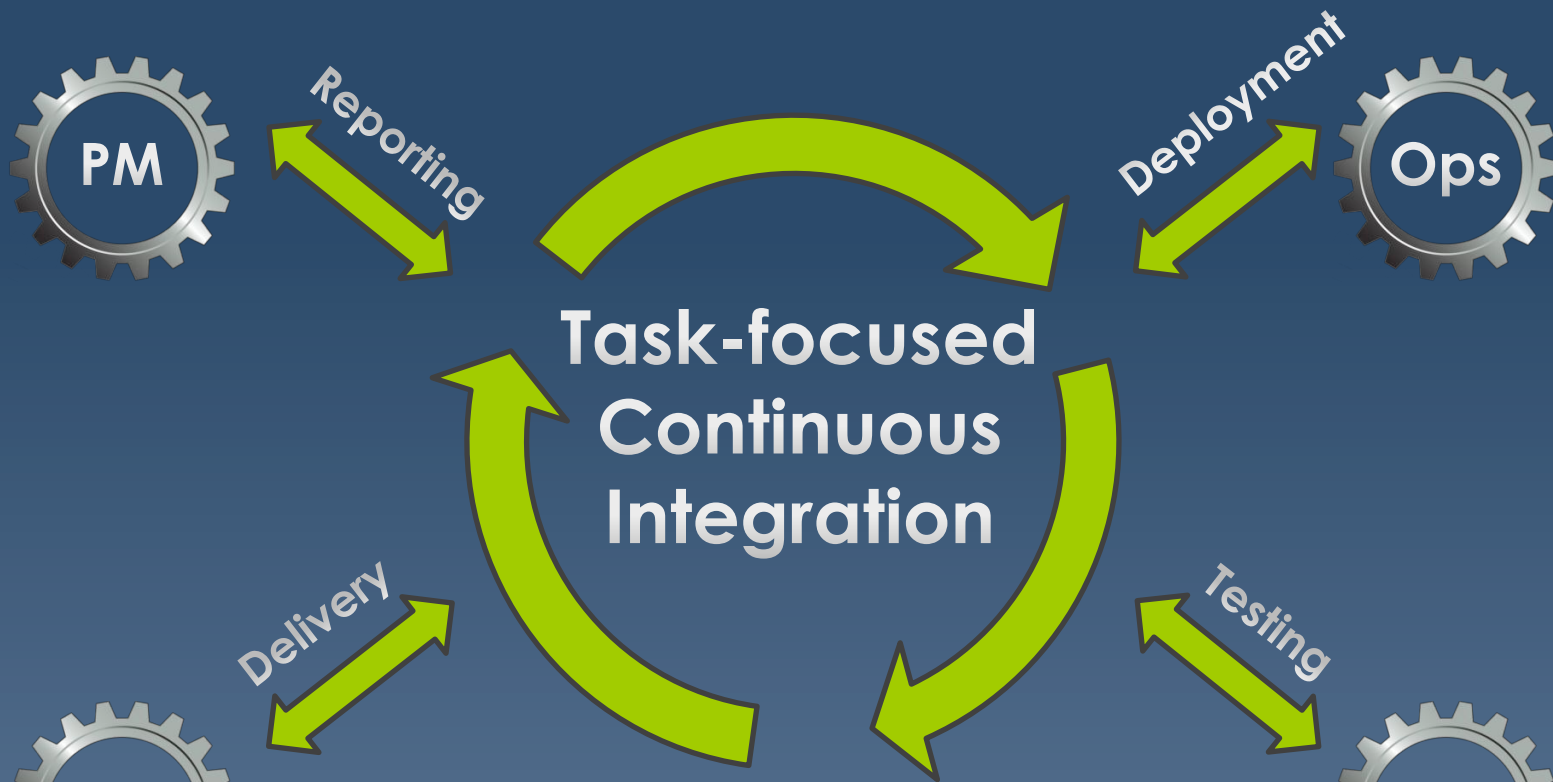 PM
Reporting
Deployment
Ops
Task-focused
Continuous
Integration
Delivery
Testing